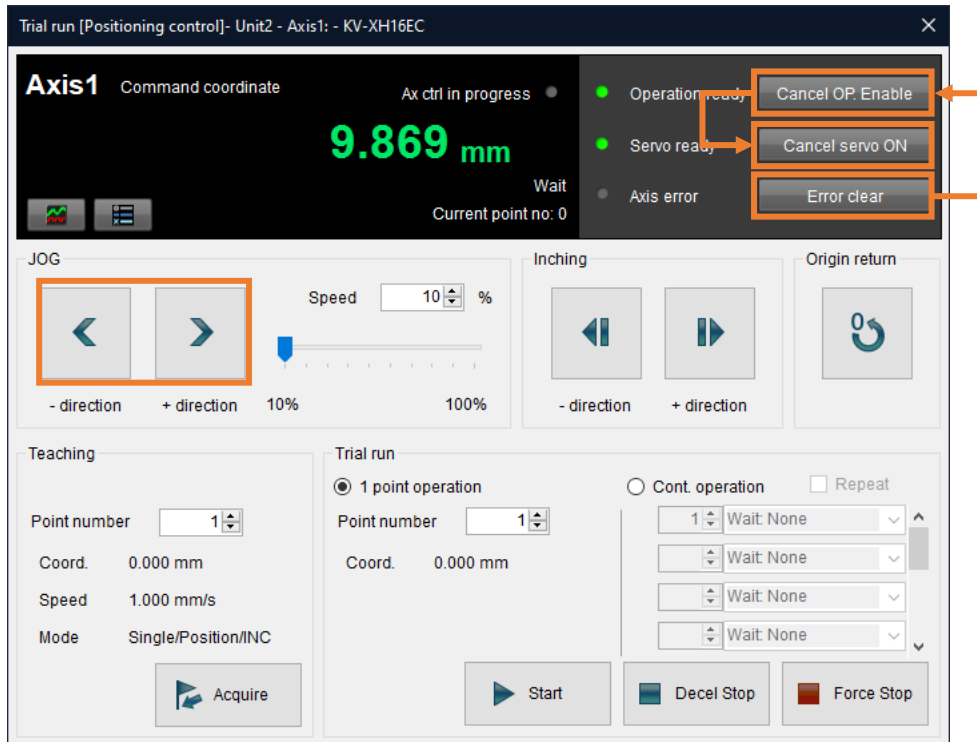 Trial run [Positioning control]- Unit2 - Axis1: - KV-XH16EC
Axis1 Command coordinate
Ax ctrl in progress
9.869 mm
Wait
Current point no: 0
Operation ready Cancel OP. Enable
Servo ready Cancel servo ON
Axis error Error clear
JOG
Speed 10 %
- direction + direction 10% 100%
Inching
- direction + direction
Origin return
0
Teaching
Point number 1
Coord. 0.000 mm
Speed 1.000 mm/s
Mode Single/Position/INC
Acquire
Trial run
1 point operation
Point number 1
Coord. 0.000 mm
Cont. operation Repeat
1 Wait: None
Wait: None
Wait: None
Wait: None
Start Decel Stop Force Stop